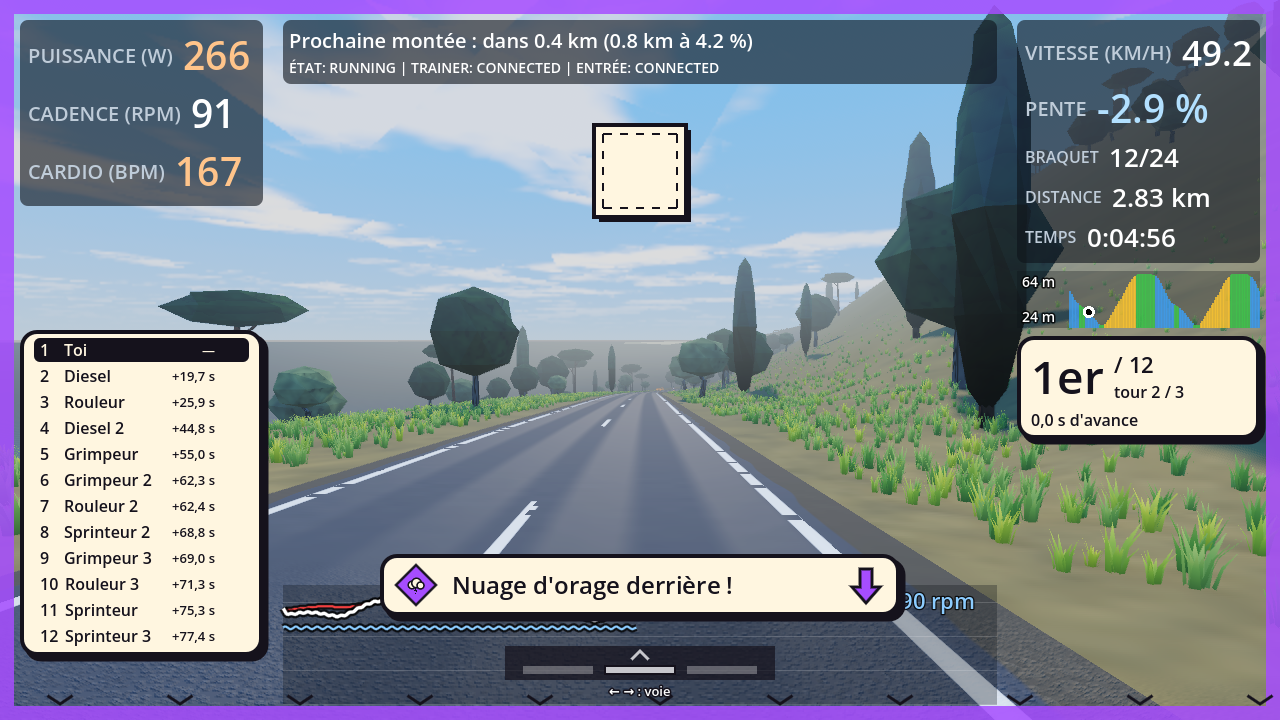 PUISSANCE (W) 266
CADENCE (RPM) 91
CARDIO (BPM) 167
Prochaine montée : dans 0.4 km (0.8 km à 4.2 %)
ÉTAT: RUNNING | TRAINER: CONNECTED | ENTRÉE: CONNECTED
VITESSE (KM/H) 49.2
PENTE -2.9 %
BRAQUET 12/24
DISTANCE 2.83 km
TEMPS 0:04:56
64 m
24 m
1er / 12
tour 2 / 3
0,0 s d'avance
1 Toi —
2 Diesel +19,7 s
3 Rouleur +25,9 s
4 Diesel 2 +44,8 s
5 Grimpeur +55,0 s
6 Grimpeur 2 +62,3 s
7 Rouleur 2 +62,4 s
8 Sprinteur 2 +68,8 s
9 Grimpeur 3 +69,0 s
10 Rouleur 3 +71,3 s
11 Sprinteur +75,3 s
12 Sprinteur 3 +77,4 s
Nuage d'orage derrière !
90 rpm
← → : voie